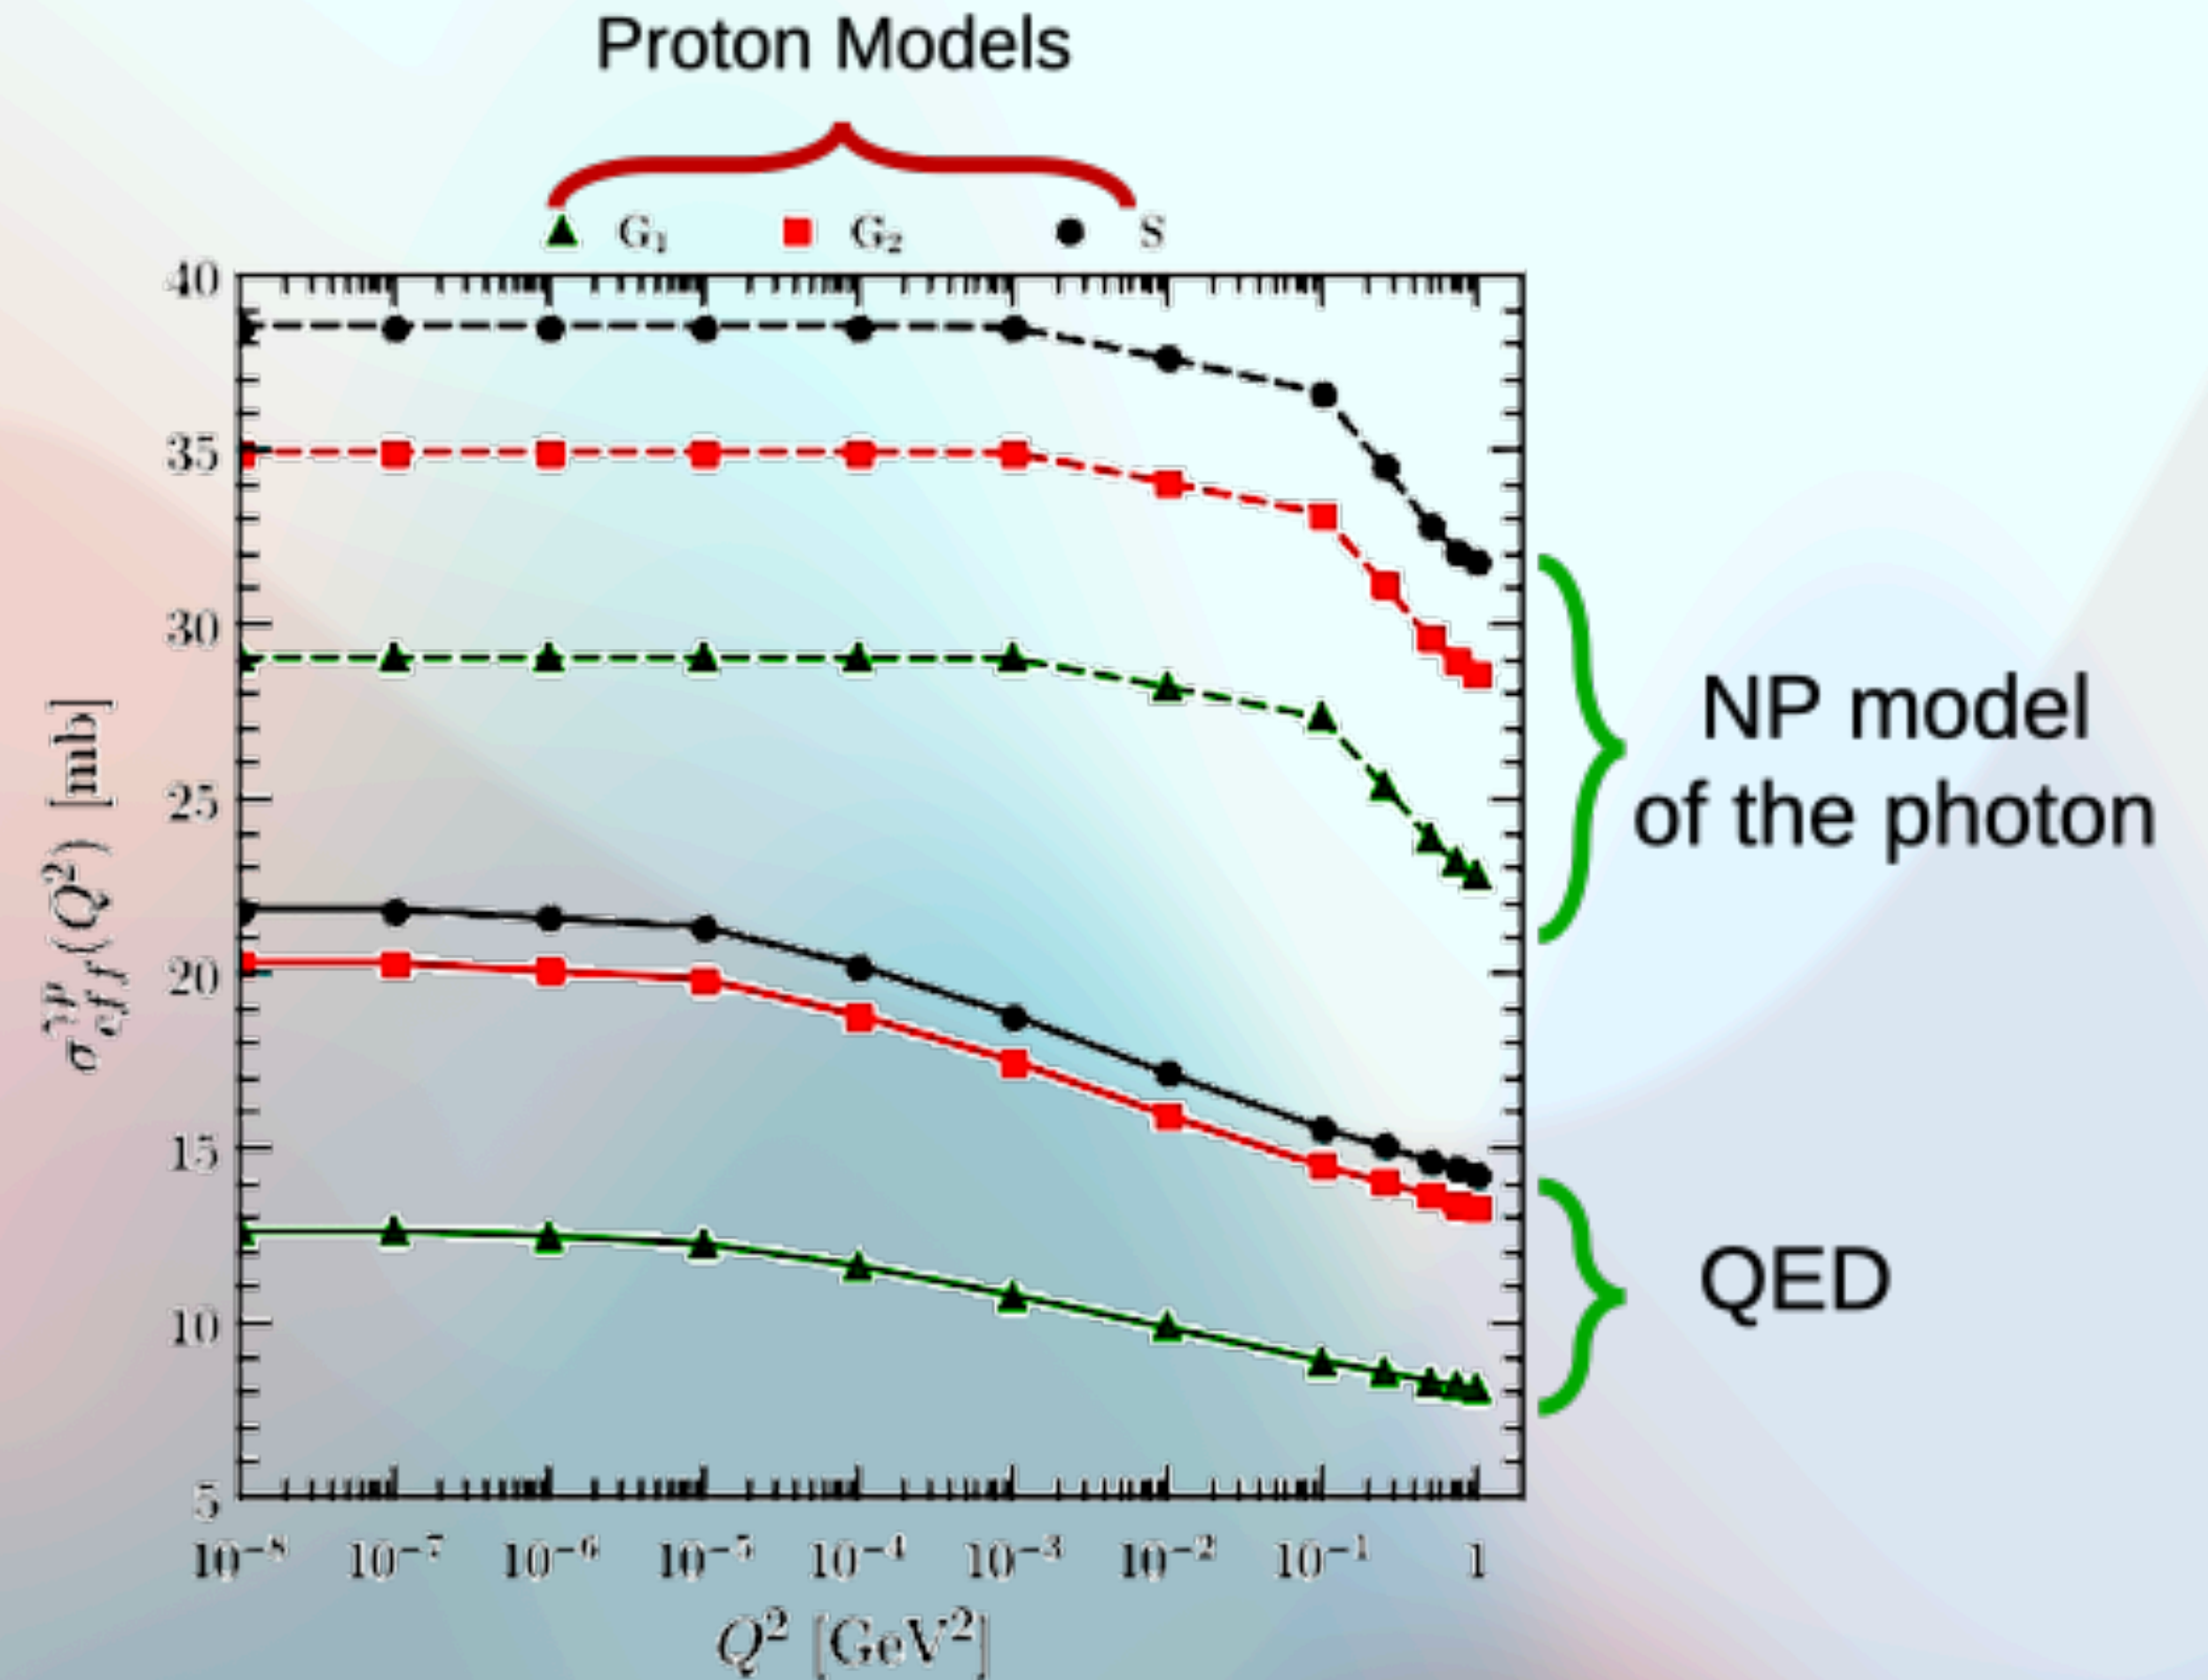 Proton Models
G₁ G₂ S
40
35
30
25
20
15
10
5
σ^{γp}_{eff}(Q²) [mb]
10⁻⁸ 10⁻⁷ 10⁻⁶ 10⁻⁵ 10⁻⁴ 10⁻³ 10⁻² 10⁻¹ 1
Q² [GeV²]
NP model
of the photon
QED